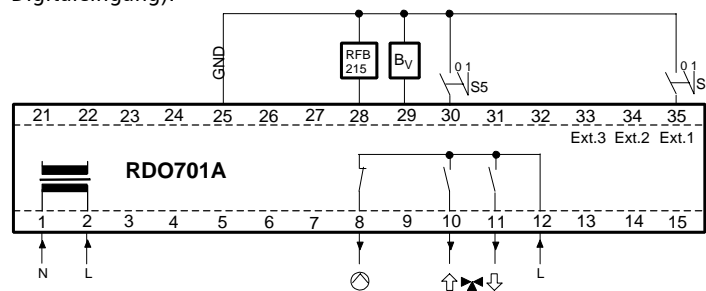 Digitaleingang).
GND
RFB
215
BV
0 1
S5
0 1
S
21 22 23 24 25 26 27 28 29 30 31 32 33 34 35
Ext.3 Ext.2 Ext.1
RDO701A
1 2 3 4 5 6 7 8 9 10 11 12 13 14 15
N L L